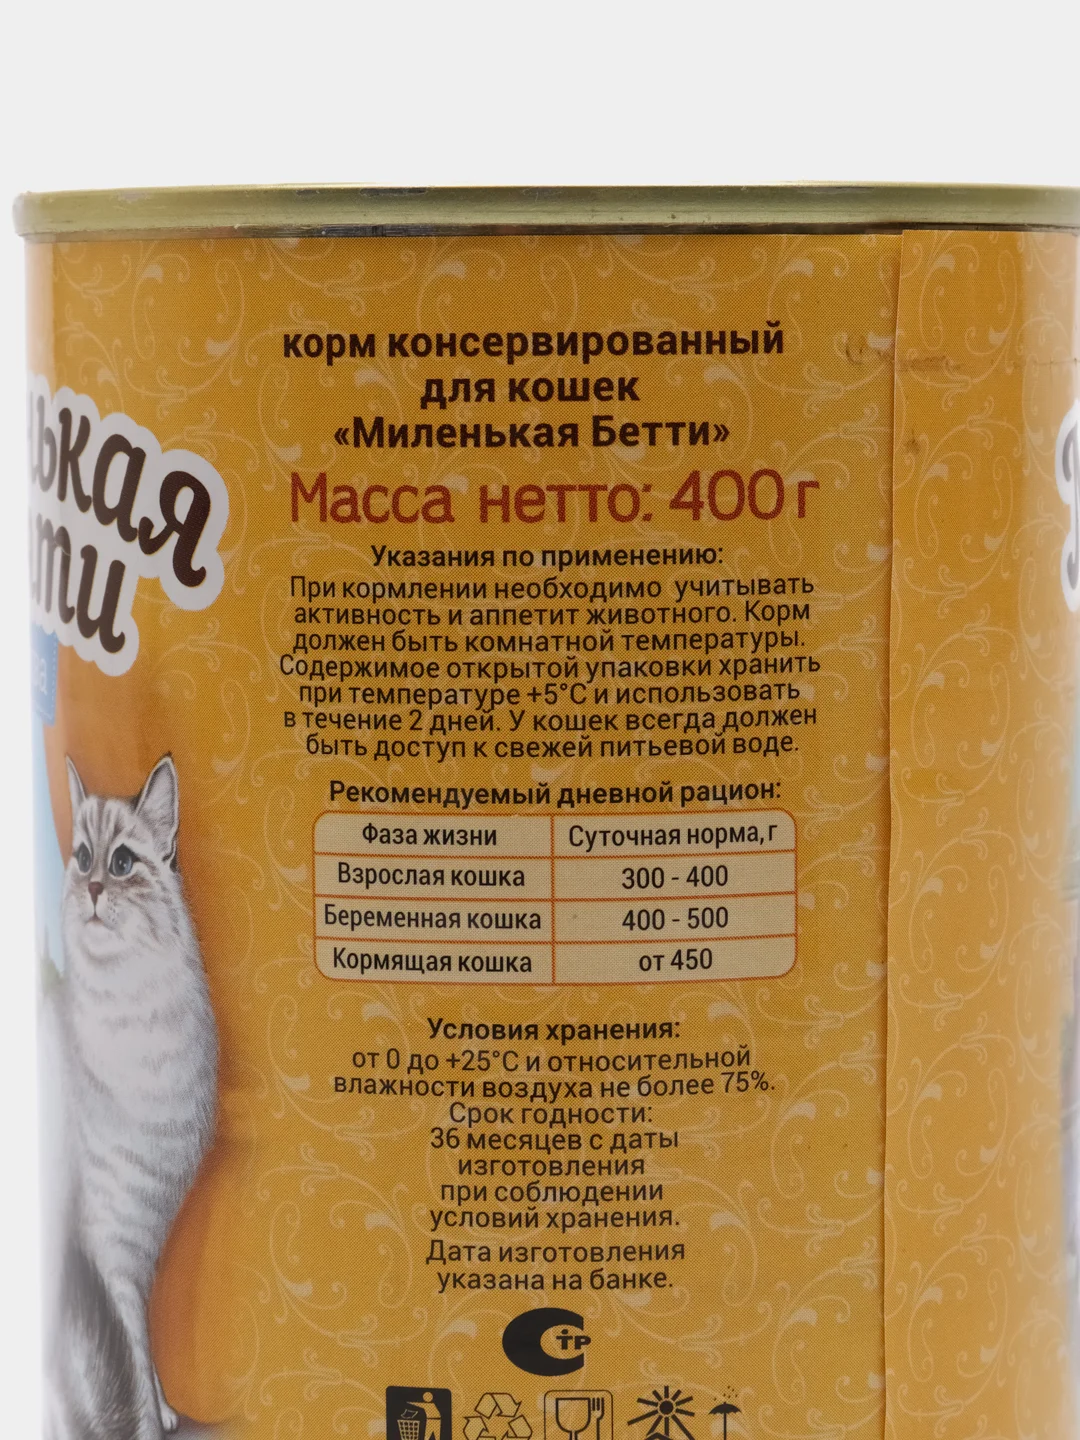 корм консервированный
для кошек
«Миленькая Бетти»
Масса нетто: 400 г
Указания по применению:
При кормлении необходимо учитывать
активность и аппетит животного. Корм
должен быть комнатной температуры.
Содержимое открытой упаковки хранить
при температуре +5°С и использовать
в течение 2 дней. У кошек всегда должен
быть доступ к свежей питьевой воде.
Рекомендуемый дневной рацион:
Фаза жизни Суточная норма, г
Взрослая кошка 300 - 400
Беременная кошка 400 - 500
Кормящая кошка от 450
Условия хранения:
от 0 до +25°С и относительной
влажности воздуха не более 75%.
Срок годности:
36 месяцев с даты
изготовления
при соблюдении
условий хранения.
Дата изготовления
указана на банке.
СТР